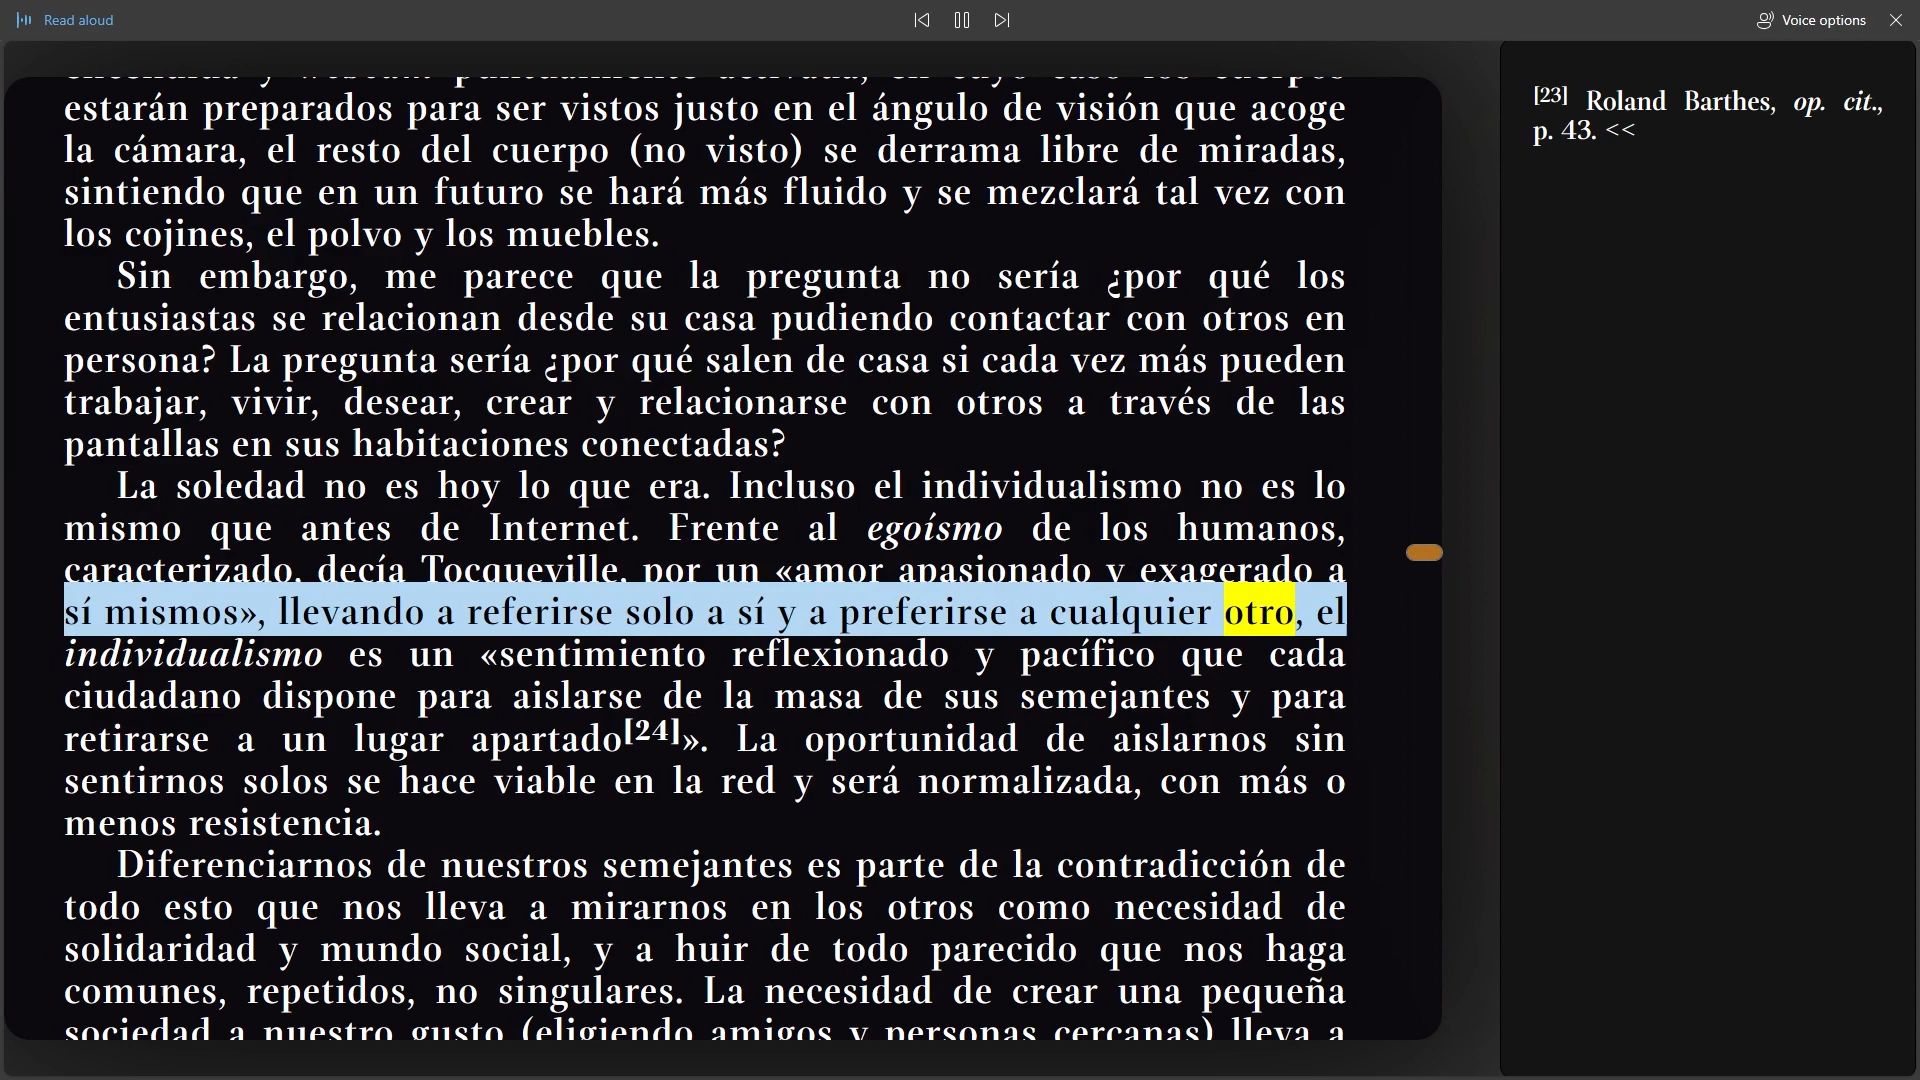 Read aloud
Voice options
estarán preparados para ser vistos justo en el ángulo de visión que acoge
la cámara, el resto del cuerpo (no visto) se derrama libre de miradas,
sintiendo que en un futuro se hará más fluido y se mezclará tal vez con
los cojines, el polvo y los muebles.
Sin embargo, me parece que la pregunta no sería ¿por qué los
entusiastas se relacionan desde su casa pudiendo contactar con otros en
persona? La pregunta sería ¿por qué salen de casa si cada vez más pueden
trabajar, vivir, desear, crear y relacionarse con otros a través de las
pantallas en sus habitaciones conectadas?
La soledad no es hoy lo que era. Incluso el individualismo no es lo
mismo que antes de Internet. Frente al egoísmo de los humanos,
caracterizado, decía Tocqueville, por un «amor apasionado y exagerado a
sí mismos», llevando a referirse solo a sí y a preferirse a cualquier otro, el
individualismo es un «sentimiento reflexionado y pacífico que cada
ciudadano dispone para aislarse de la masa de sus semejantes y para
retirarse a un lugar apartado[24]». La oportunidad de aislarnos sin
sentirnos solos se hace viable en la red y será normalizada, con más o
menos resistencia.
Diferenciarnos de nuestros semejantes es parte de la contradicción de
todo esto que nos lleva a mirarnos en los otros como necesidad de
solidaridad y mundo social, y a huir de todo parecido que nos haga
comunes, repetidos, no singulares. La necesidad de crear una pequeña
sociedad a nuestro gusto (eligiendo amigos y personas cercanas) lleva a
[23] Roland Barthes, op. cit.,
p. 43. <<